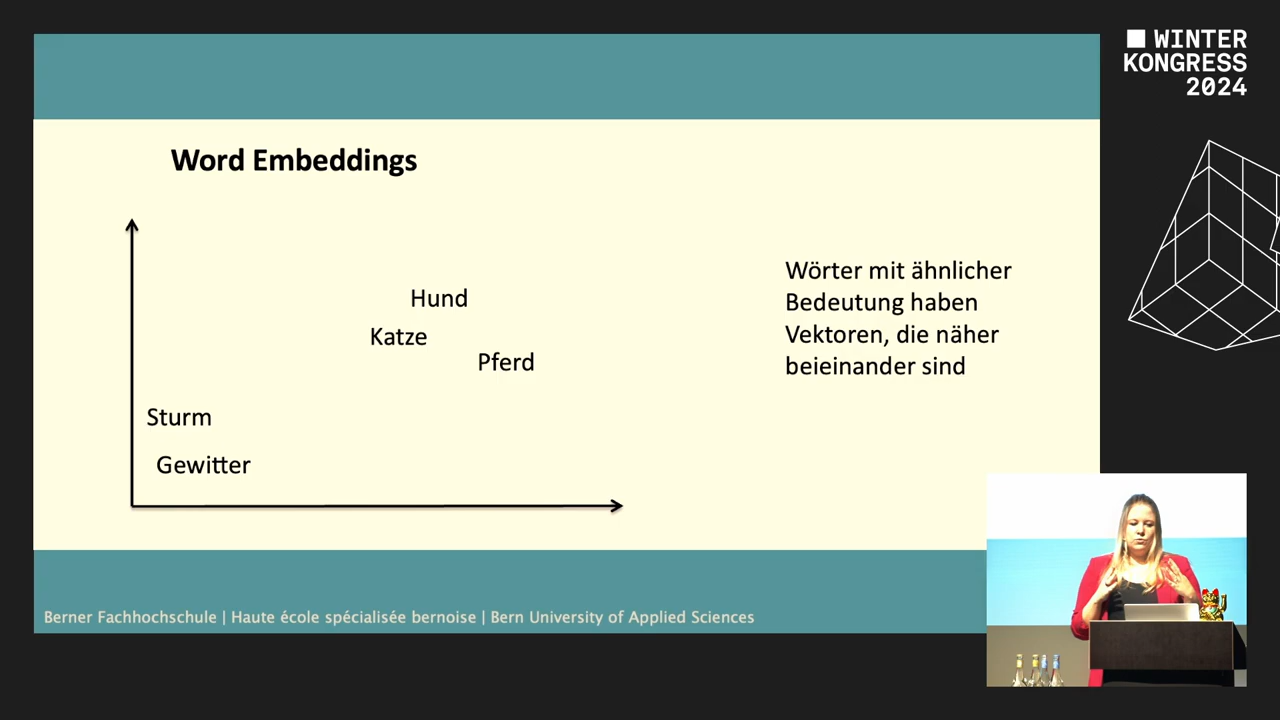 WINTER
KONGRESS
2024
Word Embeddings
Hund
Katze
Pferd
Sturm
Gewitter
Wörter mit ähnlicher
Bedeutung haben
Vektoren, die näher
beieinander sind
Berner Fachhochschule | Haute école spécialisée bernoise | Bern University of Applied Sciences